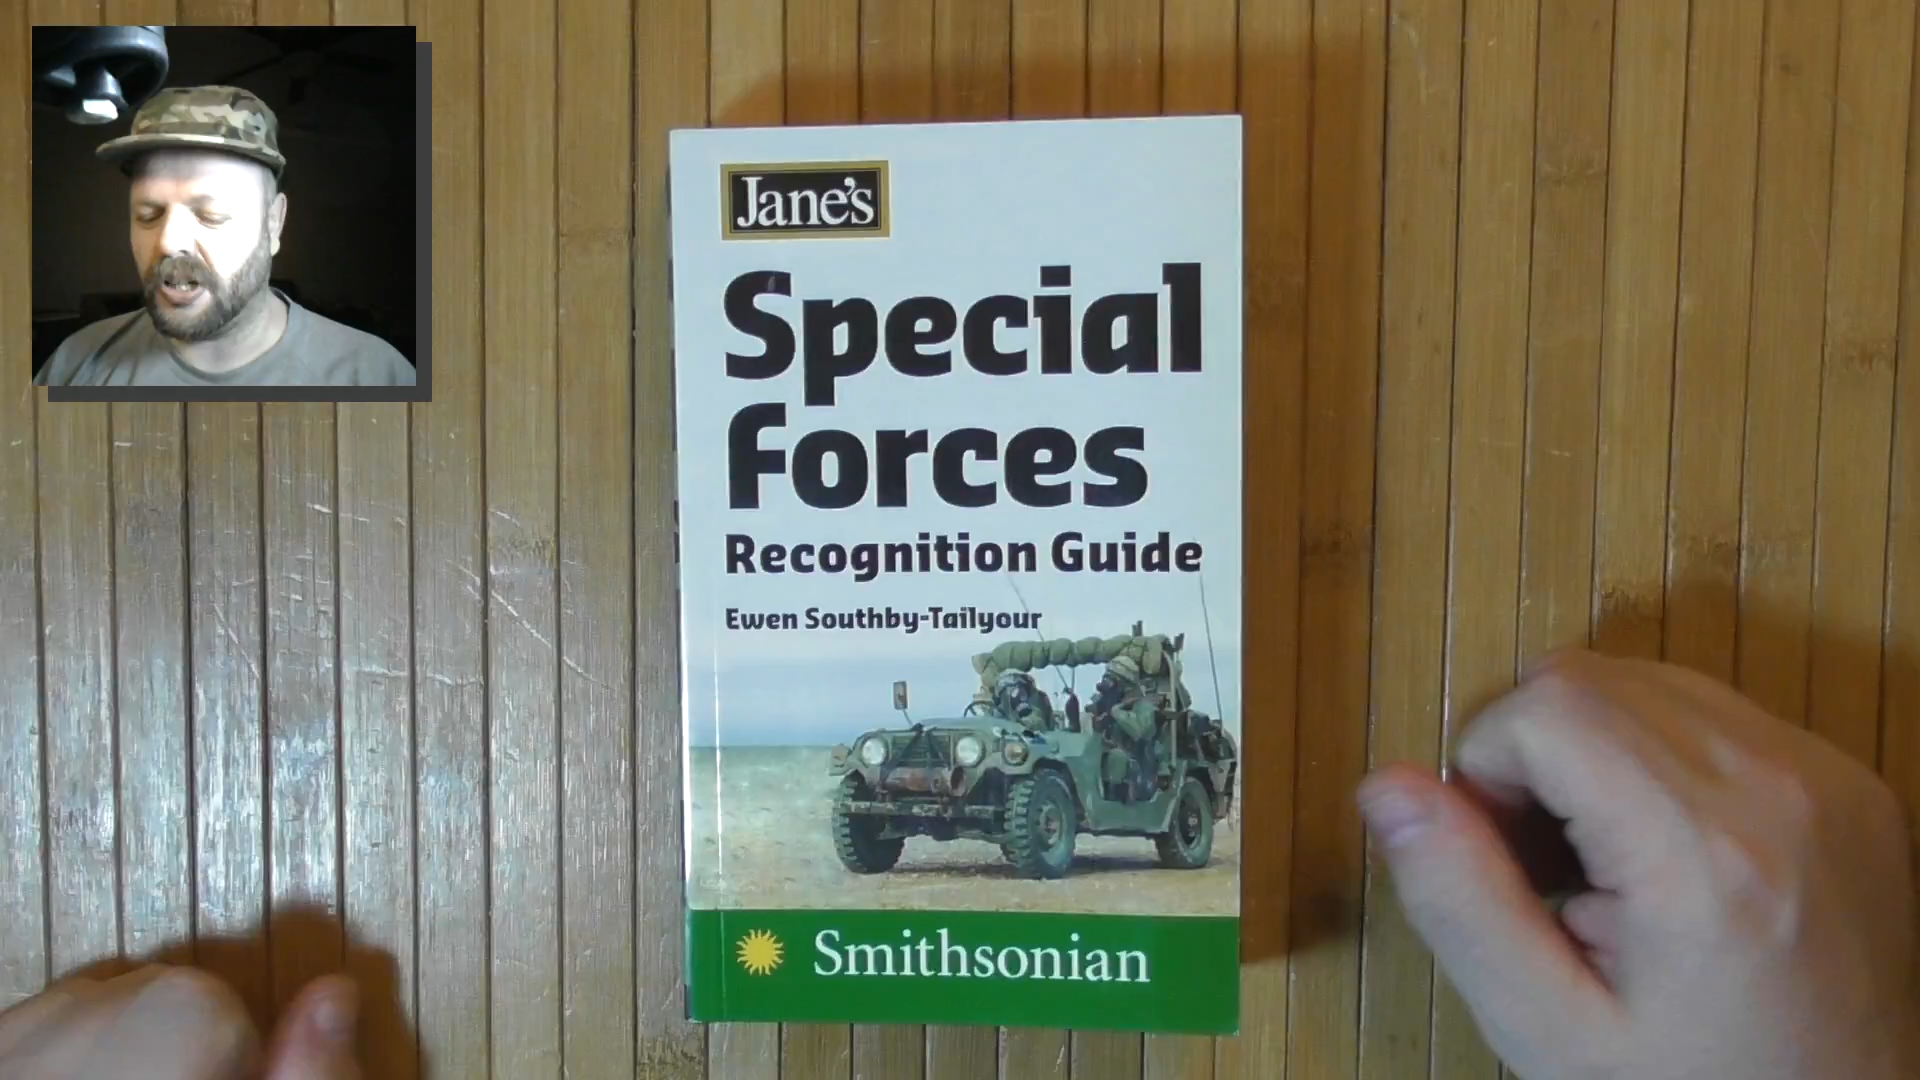 Jane's
Special
Forces
Recognition Guide
Ewen Southby-Tailyour
Smithsonian